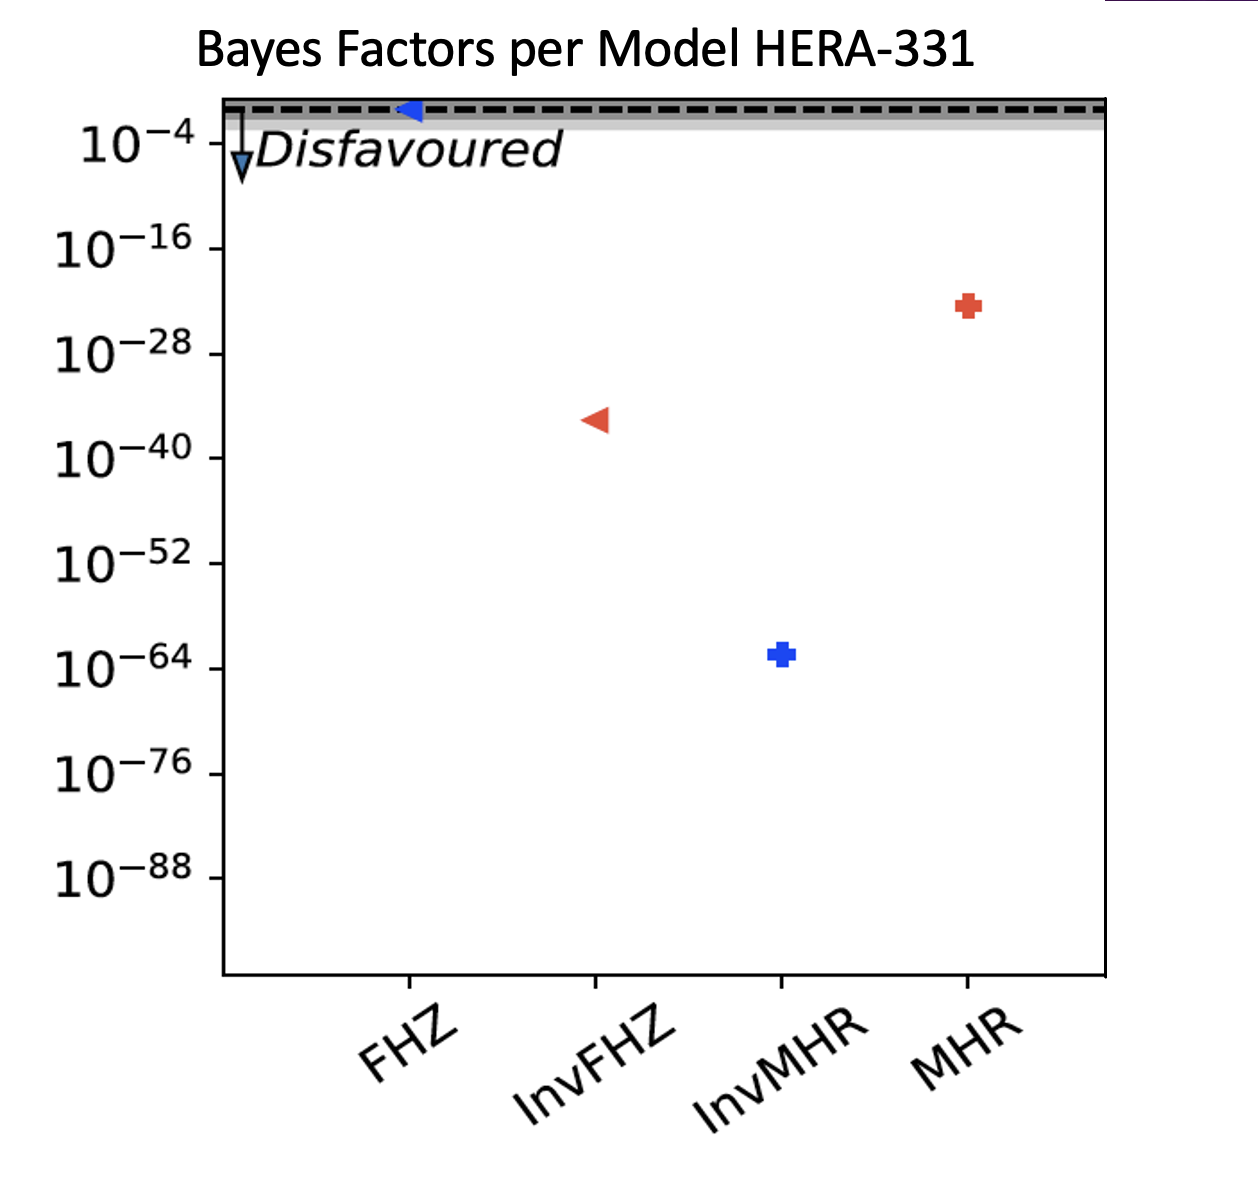 Bayes Factors per Model HERA-331
10⁻⁴
Disfavoured
10⁻¹⁶
10⁻²⁸
10⁻⁴⁰
10⁻⁵²
10⁻⁶⁴
10⁻⁷⁶
10⁻⁸⁸
FHZ
InvFHZ
InvMHR
MHR